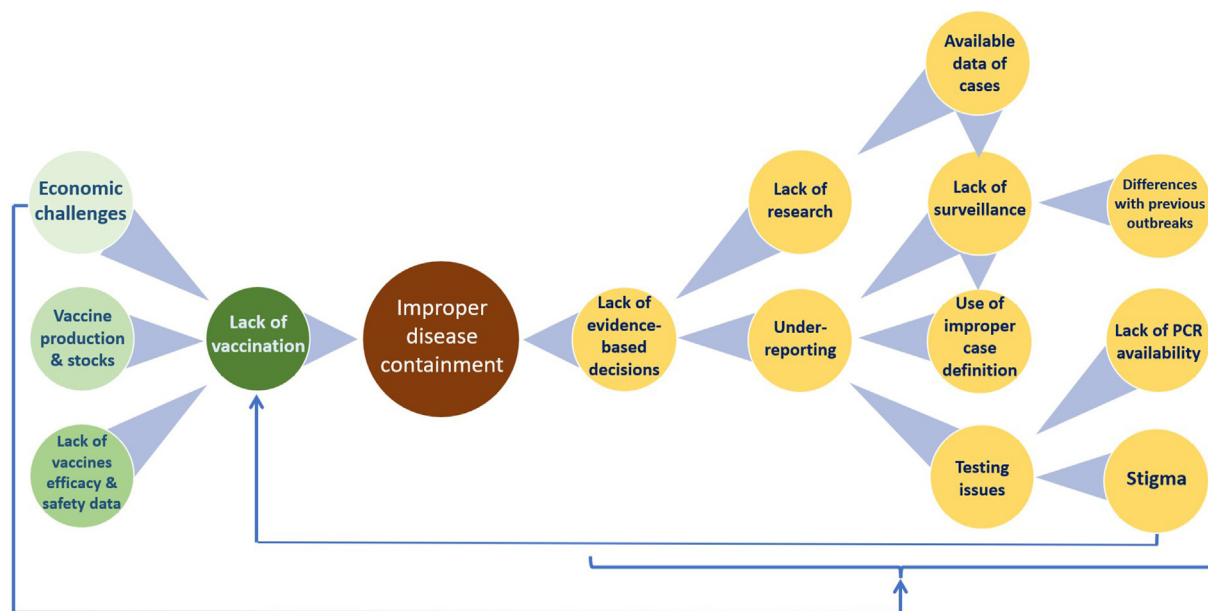 Available
data of
cases
Economic
challenges
Lack of
research
Lack of
surveillance
Differences
with previous
outbreaks
Vaccine
production
& stocks
Lack of
vaccination
Improper
disease
containment
Lack of
evidence-
based
decisions
Under-
reporting
Use of
improper
case
definition
Lack of PCR
availability
Lack of
vaccines
efficacy &
safety data
Testing
issues
Stigma